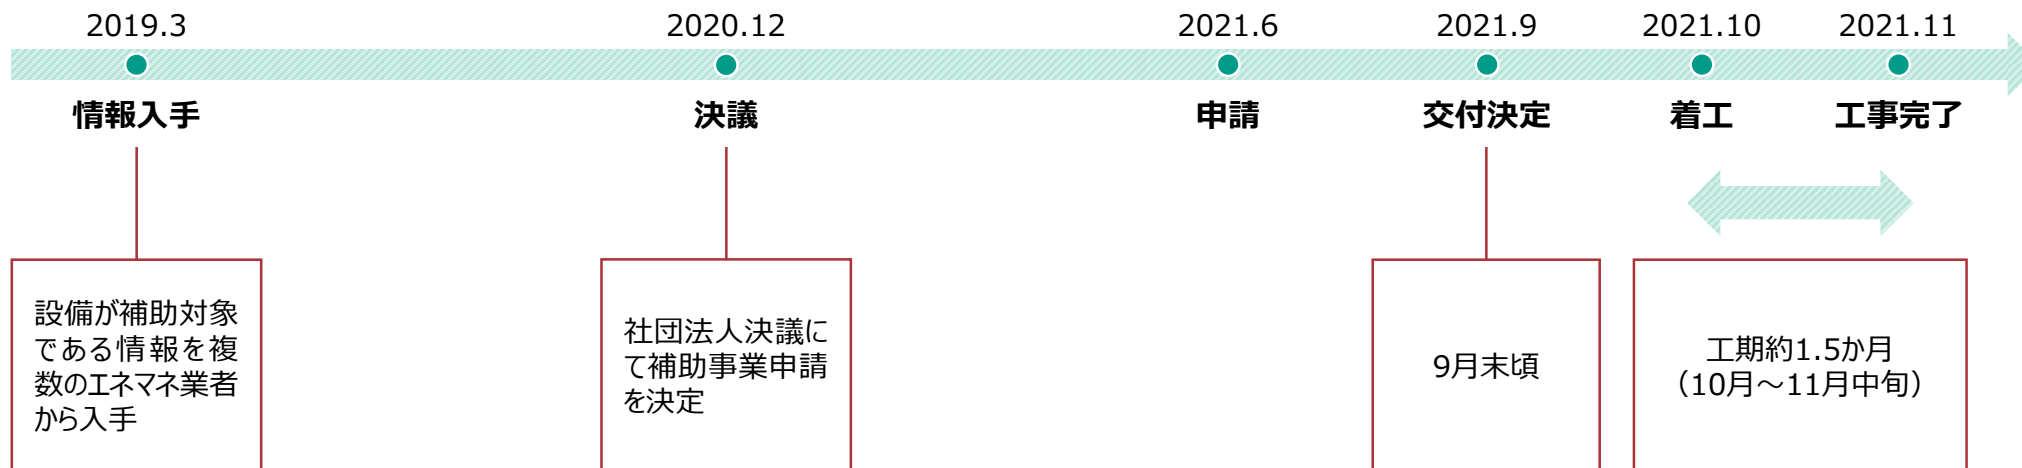 2019.3
2020.12
2021.6
2021.9
2021.10
2021.11
情報入手
決議
申請
交付決定
着工
工事完了
設備が補助対象
である情報を複
数のエネマネ業者
から入手
社団法人決議に
て補助事業申請
を決定
9月末頃
工期約1.5か月
（10月～11月中旬）